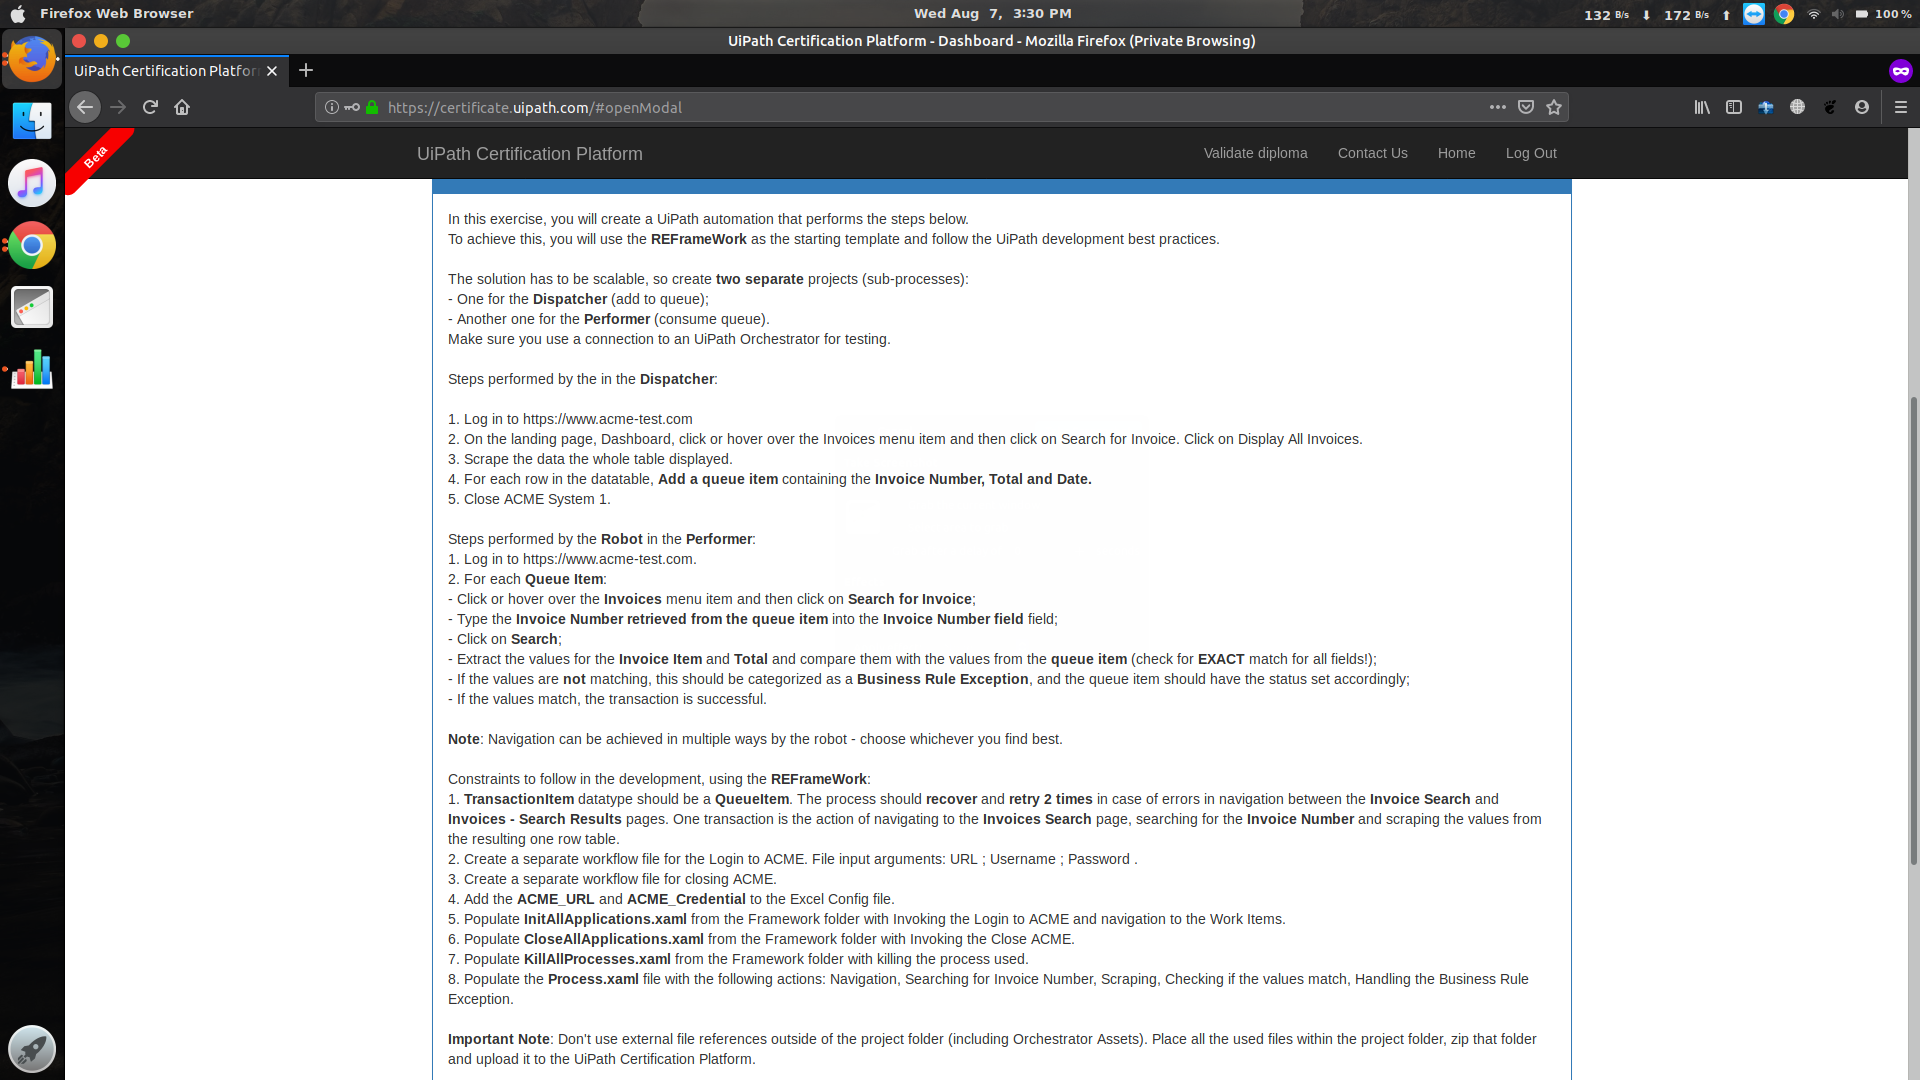 Firefox Web Browser
Wed Aug 7, 3:30 PM
132 B/s 172 B/s 100 %
UiPath Certification Platform - Dashboard - Mozilla Firefox (Private Browsing)
UiPath Certification Platfor
https://certificate.uipath.com/#openModal
Beta
UiPath Certification Platform
Validate diploma Contact Us Home Log Out
In this exercise, you will create a UiPath automation that performs the steps below.
To achieve this, you will use the REFrameWork as the starting template and follow the UiPath development best practices.
The solution has to be scalable, so create two separate projects (sub-processes):
- One for the Dispatcher (add to queue);
- Another one for the Performer (consume queue).
Make sure you use a connection to an UiPath Orchestrator for testing.
Steps performed by the in the Dispatcher:
1. Log in to https://www.acme-test.com
2. On the landing page, Dashboard, click or hover over the Invoices menu item and then click on Search for Invoice. Click on Display All Invoices.
3. Scrape the data the whole table displayed.
4. For each row in the datatable, Add a queue item containing the Invoice Number, Total and Date.
5. Close ACME System 1.
Steps performed by the Robot in the Performer:
1. Log in to https://www.acme-test.com.
2. For each Queue Item:
- Click or hover over the Invoices menu item and then click on Search for Invoice;
- Type the Invoice Number retrieved from the queue item into the Invoice Number field field;
- Click on Search;
- Extract the values for the Invoice Item and Total and compare them with the values from the queue item (check for EXACT match for all fields!);
- If the values are not matching, this should be categorized as a Business Rule Exception, and the queue item should have the status set accordingly;
- If the values match, the transaction is successful.
Note: Navigation can be achieved in multiple ways by the robot - choose whichever you find best.
Constraints to follow in the development, using the REFrameWork:
1. TransactionItem datatype should be a QueueItem. The process should recover and retry 2 times in case of errors in navigation between the Invoice Search and
Invoices - Search Results pages. One transaction is the action of navigating to the Invoices Search page, searching for the Invoice Number and scraping the values from
the resulting one row table.
2. Create a separate workflow file for the Login to ACME. File input arguments: URL ; Username ; Password .
3. Create a separate workflow file for closing ACME.
4. Add the ACME_URL and ACME_Credential to the Excel Config file.
5. Populate InitAllApplications.xaml from the Framework folder with Invoking the Login to ACME and navigation to the Work Items.
6. Populate CloseAllApplications.xaml from the Framework folder with Invoking the Close ACME.
7. Populate KillAllProcesses.xaml from the Framework folder with killing the process used.
8. Populate the Process.xaml file with the following actions: Navigation, Searching for Invoice Number, Scraping, Checking if the values match, Handling the Business Rule
Exception.
Important Note: Don't use external file references outside of the project folder (including Orchestrator Assets). Place all the used files within the project folder, zip that folder
and upload it to the UiPath Certification Platform.